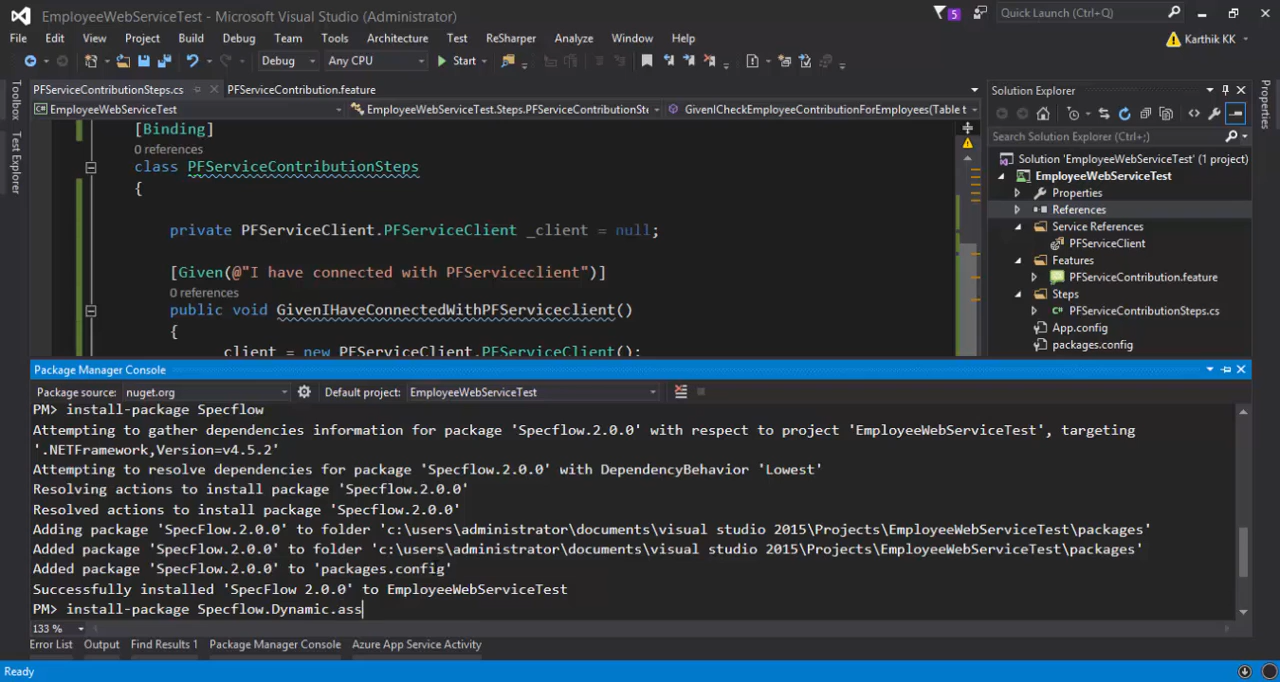 EmployeeWebServiceTest - Microsoft Visual Studio (Administrator)
5
Quick Launch (Ctrl+Q)
File Edit View Project Build Debug Team Tools Architecture Test ReSharper Analyze Window Help
Karthik KK
Debug Any CPU Start
Toolbox
Test Explorer
PFServiceContributionSteps.cs PFServiceContribution.feature
EmployeeWebServiceTest EmployeeWebServiceTest.Steps.PFServiceContributionSte GivenICheckEmployeeContributionForEmployees(Table t
[Binding]
0 references
class PFServiceContributionSteps
{
private PFServiceClient.PFServiceClient _client = null;
[Given(@"I have connected with PFServiceclient")]
0 references
public void GivenIHaveConnectedWithPFServiceclient()
{
client = new PFServiceClient.PFServiceClient();
Solution Explorer
Search Solution Explorer (Ctrl+;)
Solution 'EmployeeWebServiceTest' (1 project)
EmployeeWebServiceTest
Properties
References
Service References
PFServiceClient
Features
PFServiceContribution.feature
Steps
PFServiceContributionSteps.cs
App.config
packages.config
Properties
Package Manager Console
Package source: nuget.org Default project: EmployeeWebServiceTest
PM> install-package Specflow
Attempting to gather dependencies information for package 'Specflow.2.0.0' with respect to project 'EmployeeWebServiceTest', targeting
'.NETFramework,Version=v4.5.2'
Attempting to resolve dependencies for package 'Specflow.2.0.0' with DependencyBehavior 'Lowest'
Resolving actions to install package 'Specflow.2.0.0'
Resolved actions to install package 'Specflow.2.0.0'
Adding package 'SpecFlow.2.0.0' to folder 'c:\users\administrator\documents\visual studio 2015\Projects\EmployeeWebServiceTest\packages'
Added package 'SpecFlow.2.0.0' to folder 'c:\users\administrator\documents\visual studio 2015\Projects\EmployeeWebServiceTest\packages'
Added package 'SpecFlow.2.0.0' to 'packages.config'
Successfully installed 'SpecFlow 2.0.0' to EmployeeWebServiceTest
PM> install-package Specflow.Dynamic.ass
133 %
Error List Output Find Results 1 Package Manager Console Azure App Service Activity
Ready